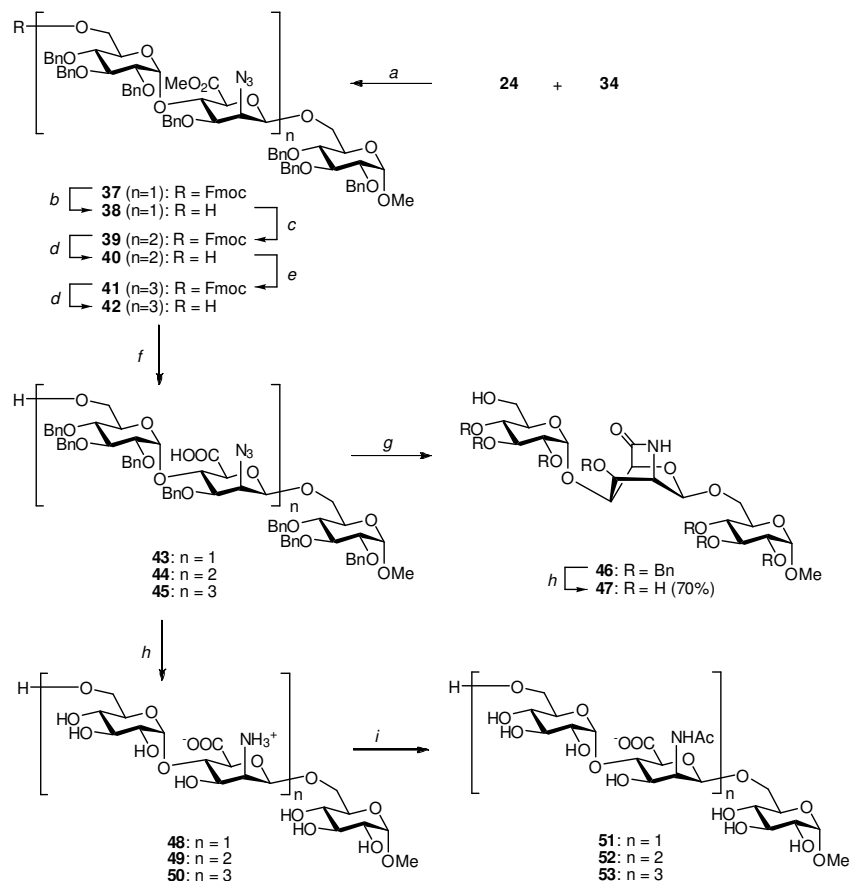 R O
BnO O
BnO
BnO MeO2C N3
O O O
BnO n
a
24 + 34
BnO O
BnO
BnO
OMe
b 37 (n=1): R = Fmoc
38 (n=1): R = H c
d 39 (n=2): R = Fmoc
40 (n=2): R = H e
d 41 (n=3): R = Fmoc
42 (n=3): R = H
f
H O
BnO O
BnO
BnO HOOC N3
O O O
BnO n
BnO O
BnO
BnO
OMe
g
HO
RO O
RO
RO O NH
RO O
O O
RO O
RO
RO
OMe
43: n = 1
44: n = 2
45: n = 3
46: R = Bn
h 47: R = H (70%)
h
H O
HO O
HO
HO -OOC NH3+
O O O
HO n
HO O
HO
HO
OMe
i
H O
HO O
HO
HO -OOC NHAc
O O O
HO n
HO O
HO
HO
OMe
48: n = 1
49: n = 2
50: n = 3
51: n = 1
52: n = 2
53: n = 3